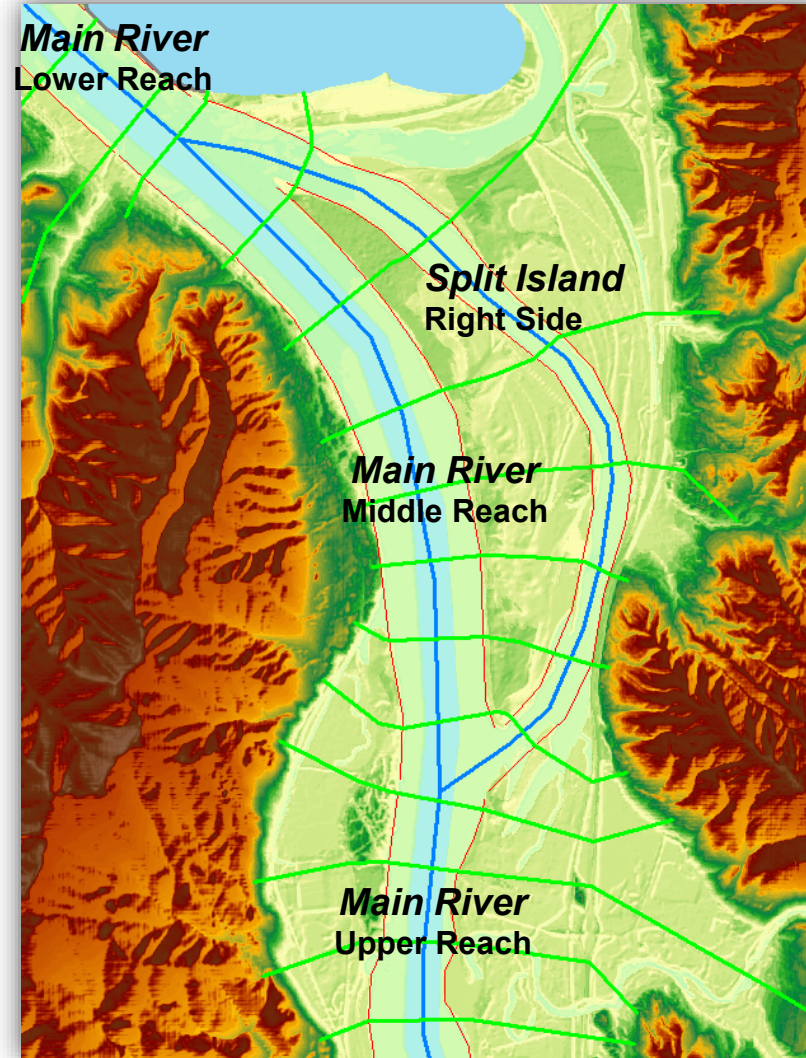 Main River
Lower Reach
Split Island
Right Side
Main River
Middle Reach
Main River
Upper Reach